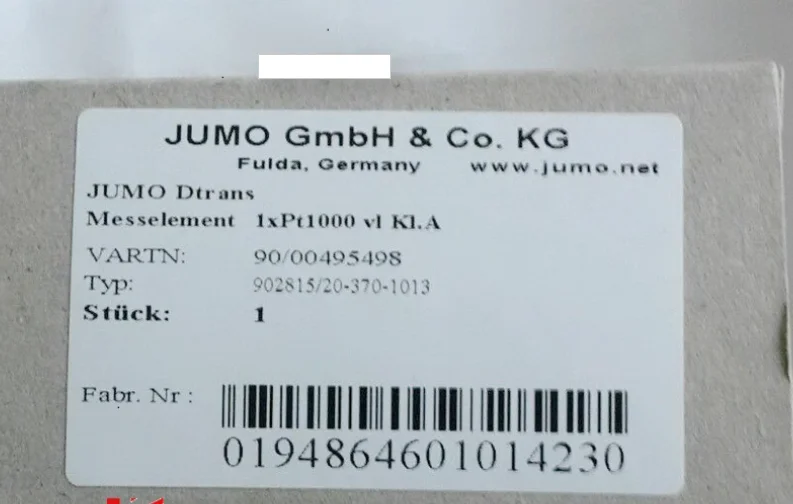 JUMO GmbH & Co. KG
Fulda, Germany www.jumo.net
JUMO Dtrans
Messelement 1xPt1000 vl Kl.A
VARTN: 90/00495498
Typ: 902815/20-370-1013
Stück: 1
Fabr. Nr :
0194864601014230